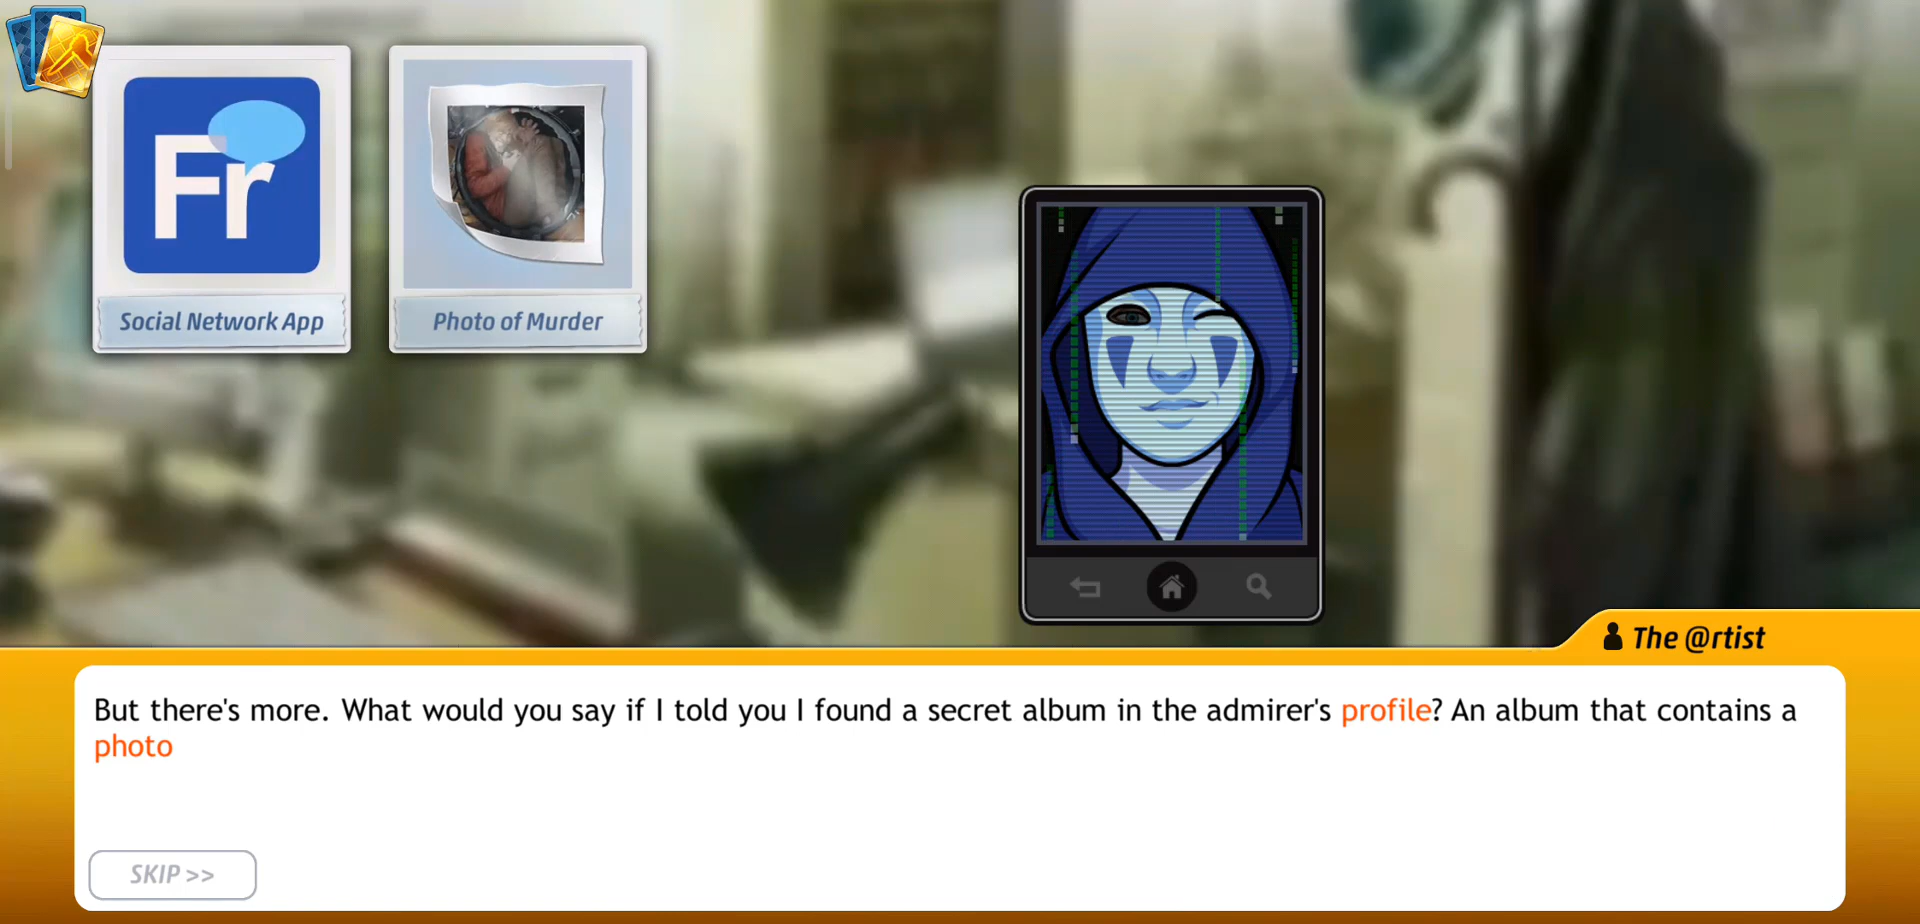 Fr
Social Network App
Photo of Murder
The @rtist
But there's more. What would you say if I told you I found a secret album in the admirer's profile? An album that contains a
photo
SKIP >>